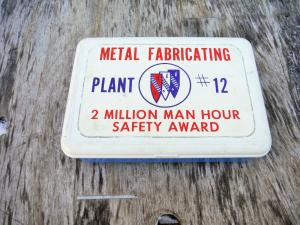 METAL FABRICATING
PLANT #12
2 MILLION MAN HOUR
SAFETY AWARD